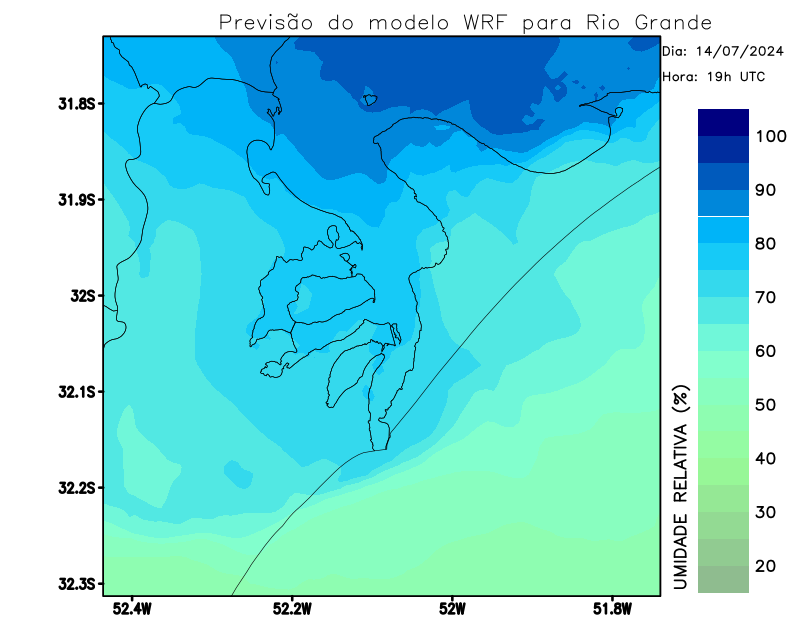 Previsão do modelo WRF para Rio Grande
Dia: 14/07/2024
Hora: 19h UTC
31.8S
31.9S
32S
32.1S
32.2S
32.3S
52.4W
52.2W
52W
51.8W
100
90
80
70
60
50
40
30
20
UMIDADE RELATIVA (%)